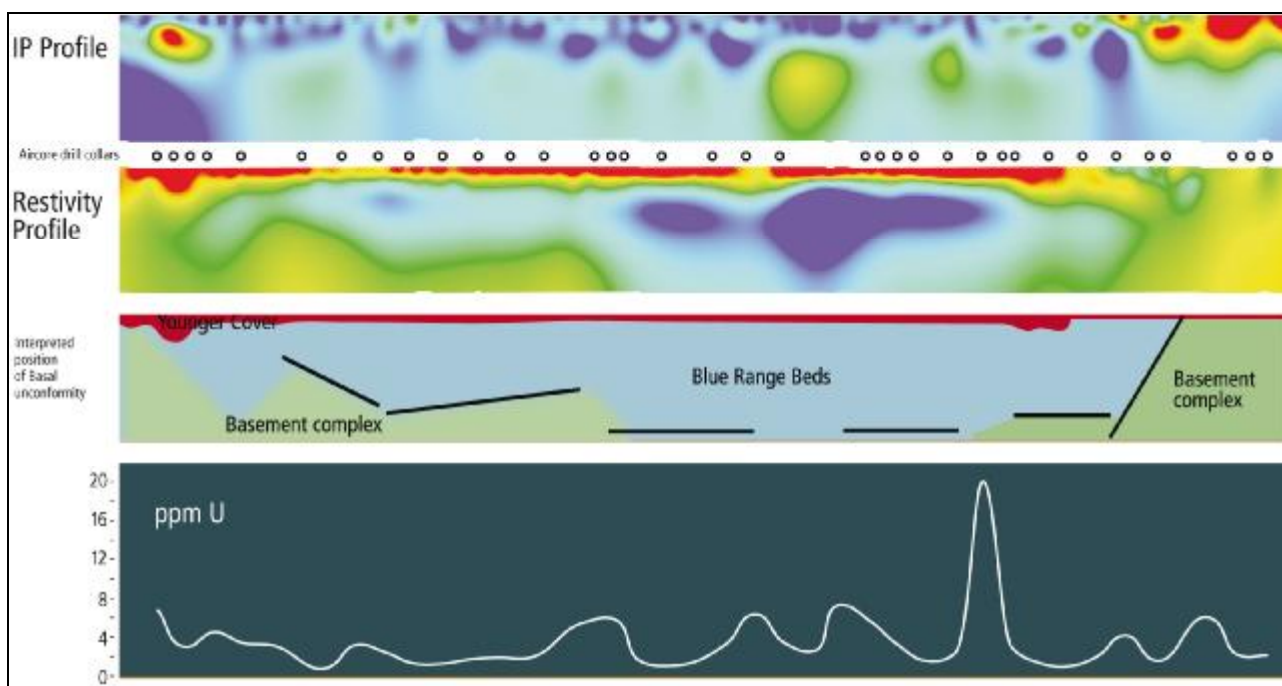 IP Profile
Aircore drill collars
Restivity
Profile
Younger Cover
Interpreted
position
of Basal
unconformity
Blue Range Beds
Basement complex
Basement
complex
20
16
12
8
4
0
ppm U